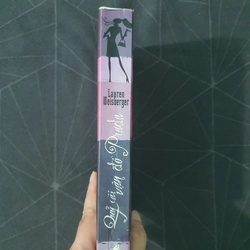 Lauren
Weisberger
Quỷ cái vận đồ Prada